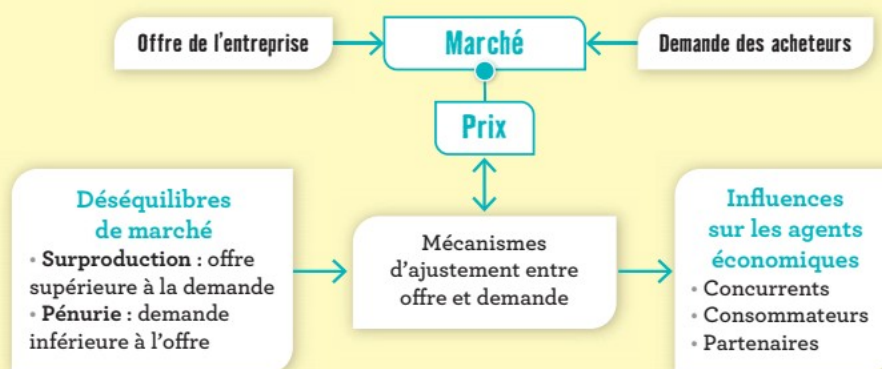 Offre de l'entreprise
Marché
Demande des acheteurs
Prix
Déséquilibres
de marché
• Surproduction : offre
supérieure à la demande
• Pénurie : demande
inférieure à l'offre
Mécanismes
d'ajustement entre
offre et demande
Influences
sur les agents
économiques
• Concurrents
• Consommateurs
• Partenaires